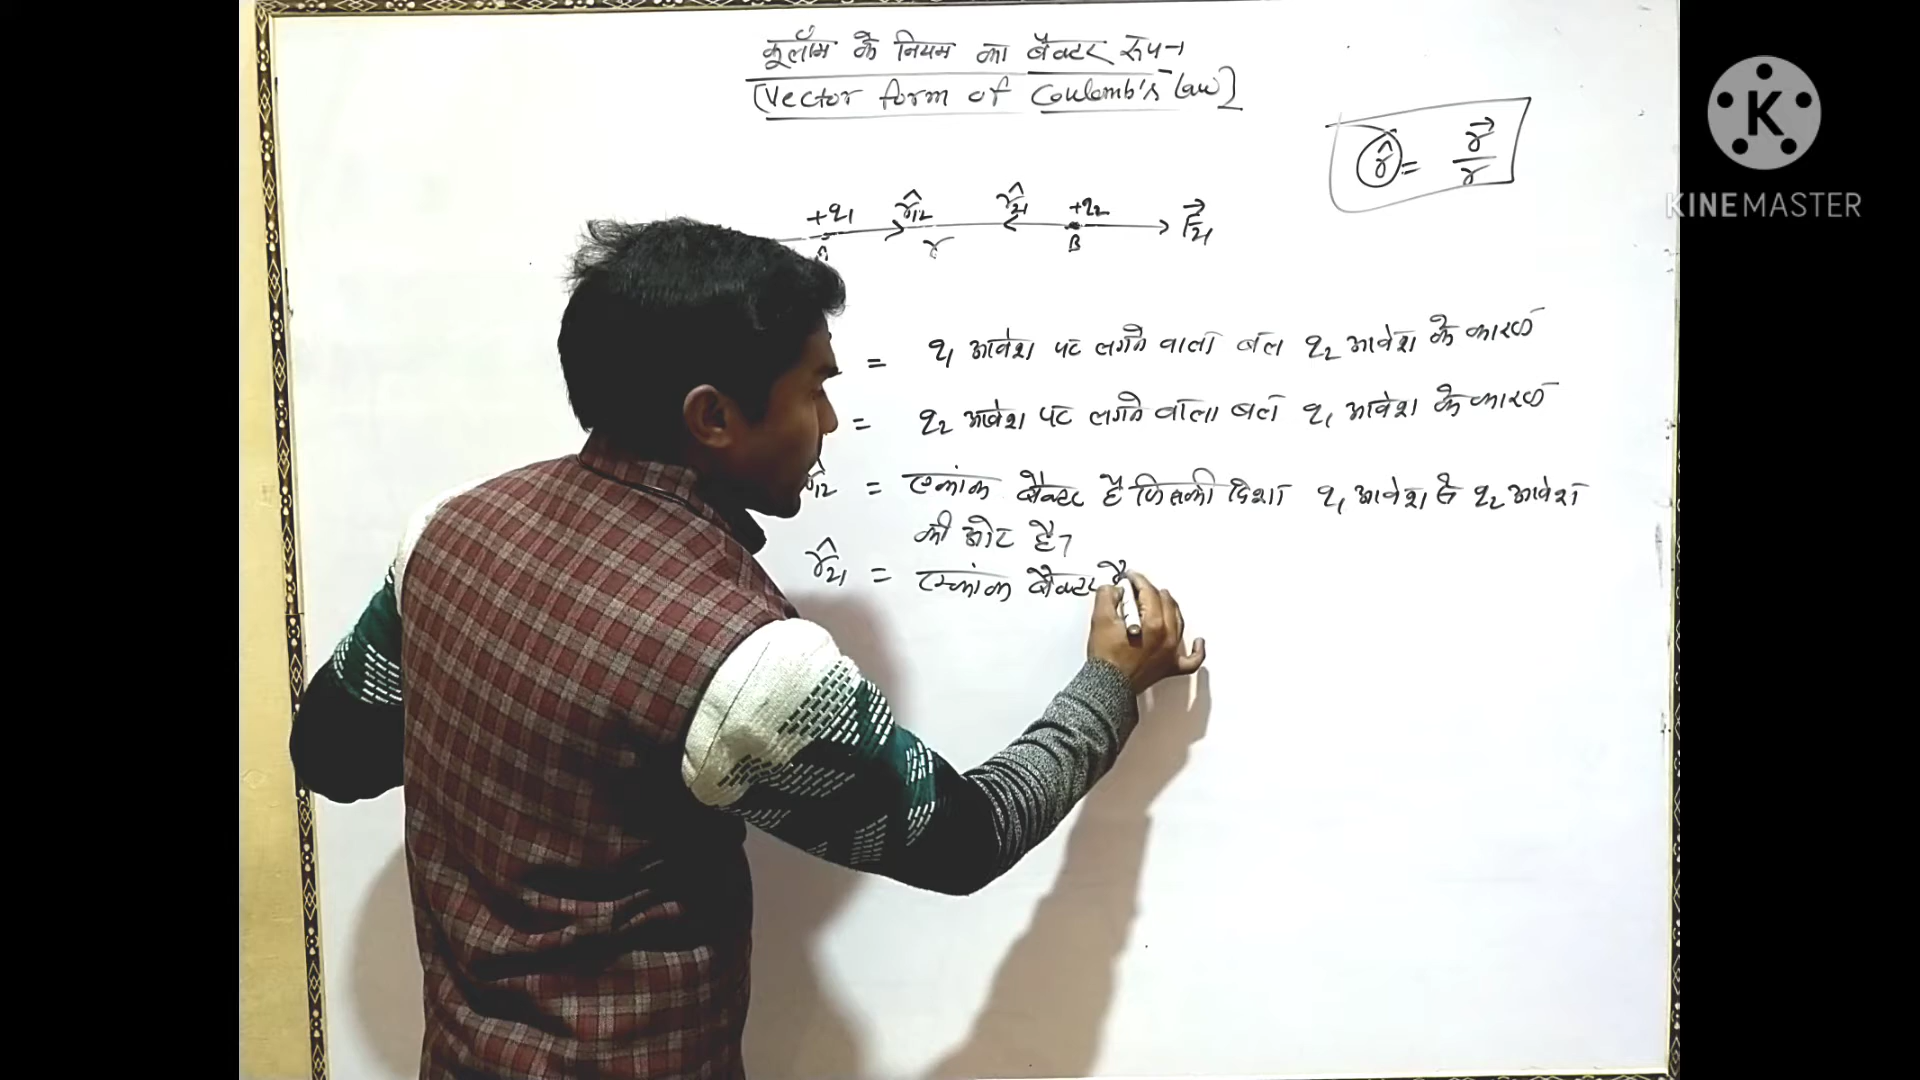 कूलॉम के नियम का वैक्टर रूप→
[Vector form of Coulomb's Law]
r̂ = r⃗ / r
+q₁ r̂₁₂ r̂₂₁ +q₂ F⃗₂₁
A r B
= q₁ आवेश पर लगने वाला बल q₂ आवेश के कारण
= q₂ आवेश पर लगने वाला बल q₁ आवेश के कारण
r̂₁₂ = एकांक वैक्टर है जिसकी दिशा q₁ आवेश से q₂ आवेश
की ओर है।
r̂₂₁ = एकांक वैक्टर है
K
KINEMASTER